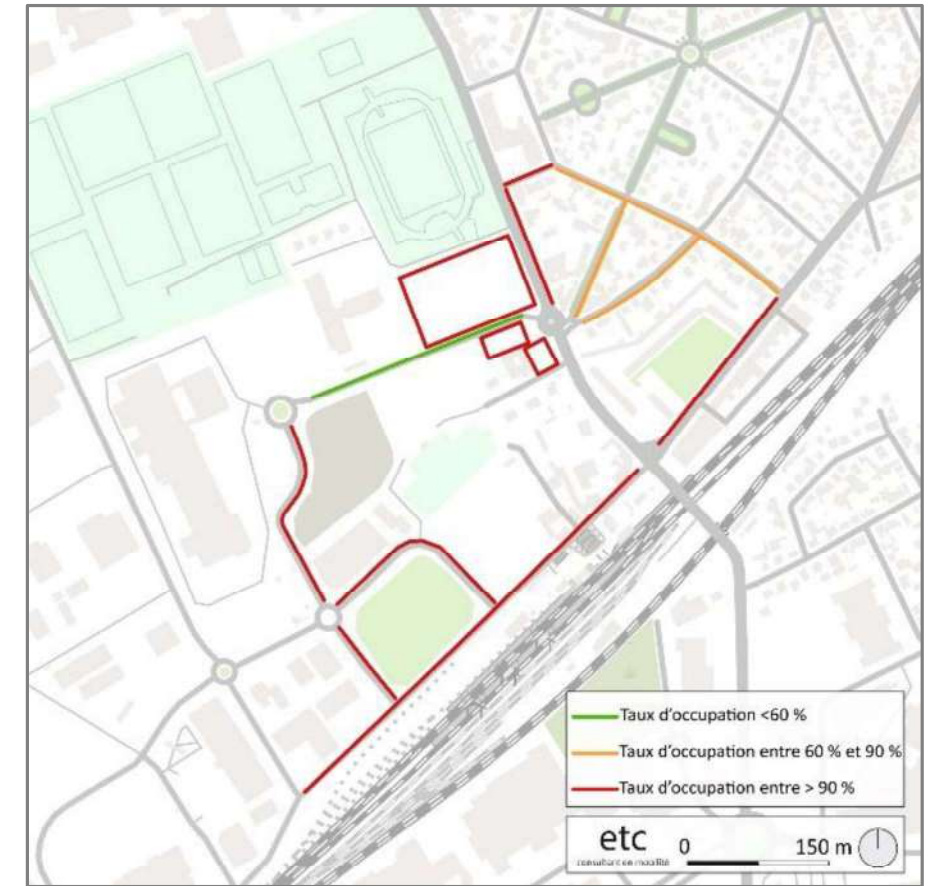 Taux d'occupation <60 %
Taux d'occupation entre 60 % et 90 %
Taux d'occupation entre > 90 %
etc
consultant en mobilité
0 150 m